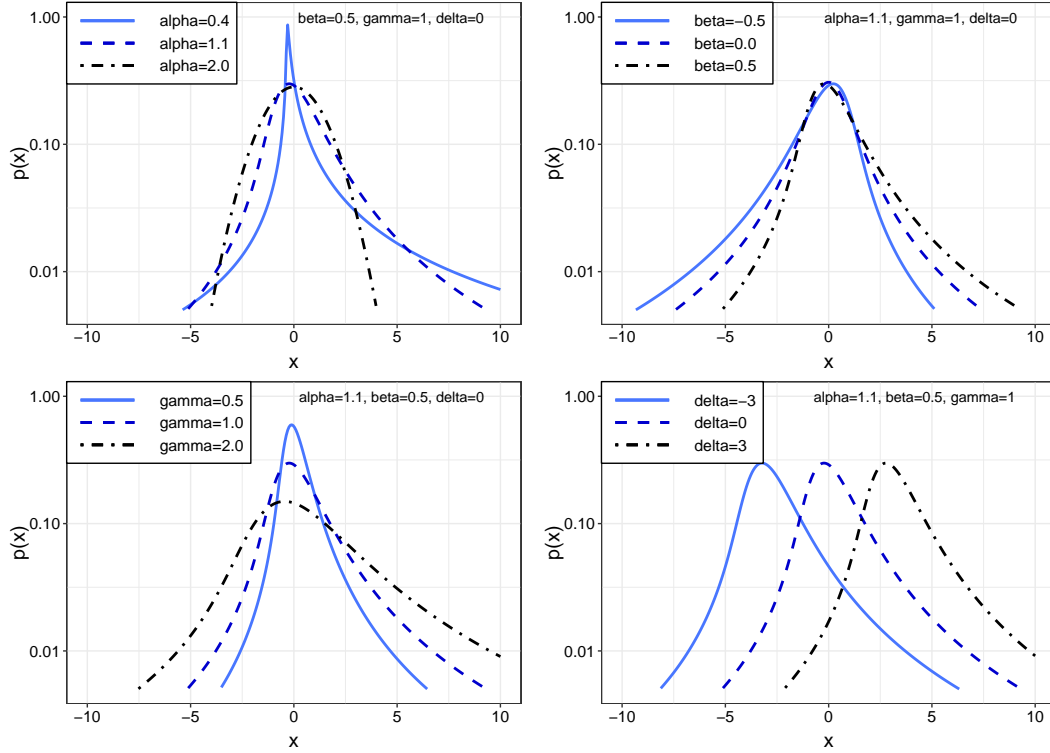 beta=0.5, gamma=1, delta=0
alpha=0.4
alpha=1.1
alpha=2.0
1.00
0.10
0.01
p(x)
−10 −5 0 5 10
x
alpha=1.1, gamma=1, delta=0
beta=−0.5
beta=0.0
beta=0.5
1.00
0.10
0.01
p(x)
−10 −5 0 5 10
x
alpha=1.1, beta=0.5, delta=0
gamma=0.5
gamma=1.0
gamma=2.0
1.00
0.10
0.01
p(x)
−10 −5 0 5 10
x
alpha=1.1, beta=0.5, gamma=1
delta=−3
delta=0
delta=3
1.00
0.10
0.01
p(x)
−10 −5 0 5 10
x